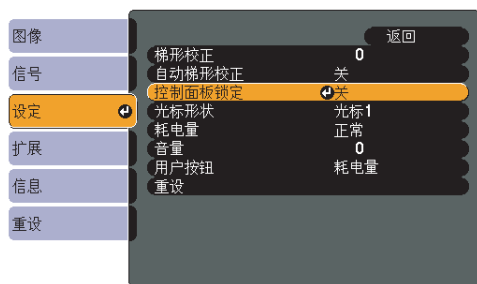 图像
信号
设定
扩展
信息
重设
返回
梯形校正 0
自动梯形校正 关
控制面板锁定 关
光标形状 光标1
耗电量 正常
音量 0
用户按钮 耗电量
重设